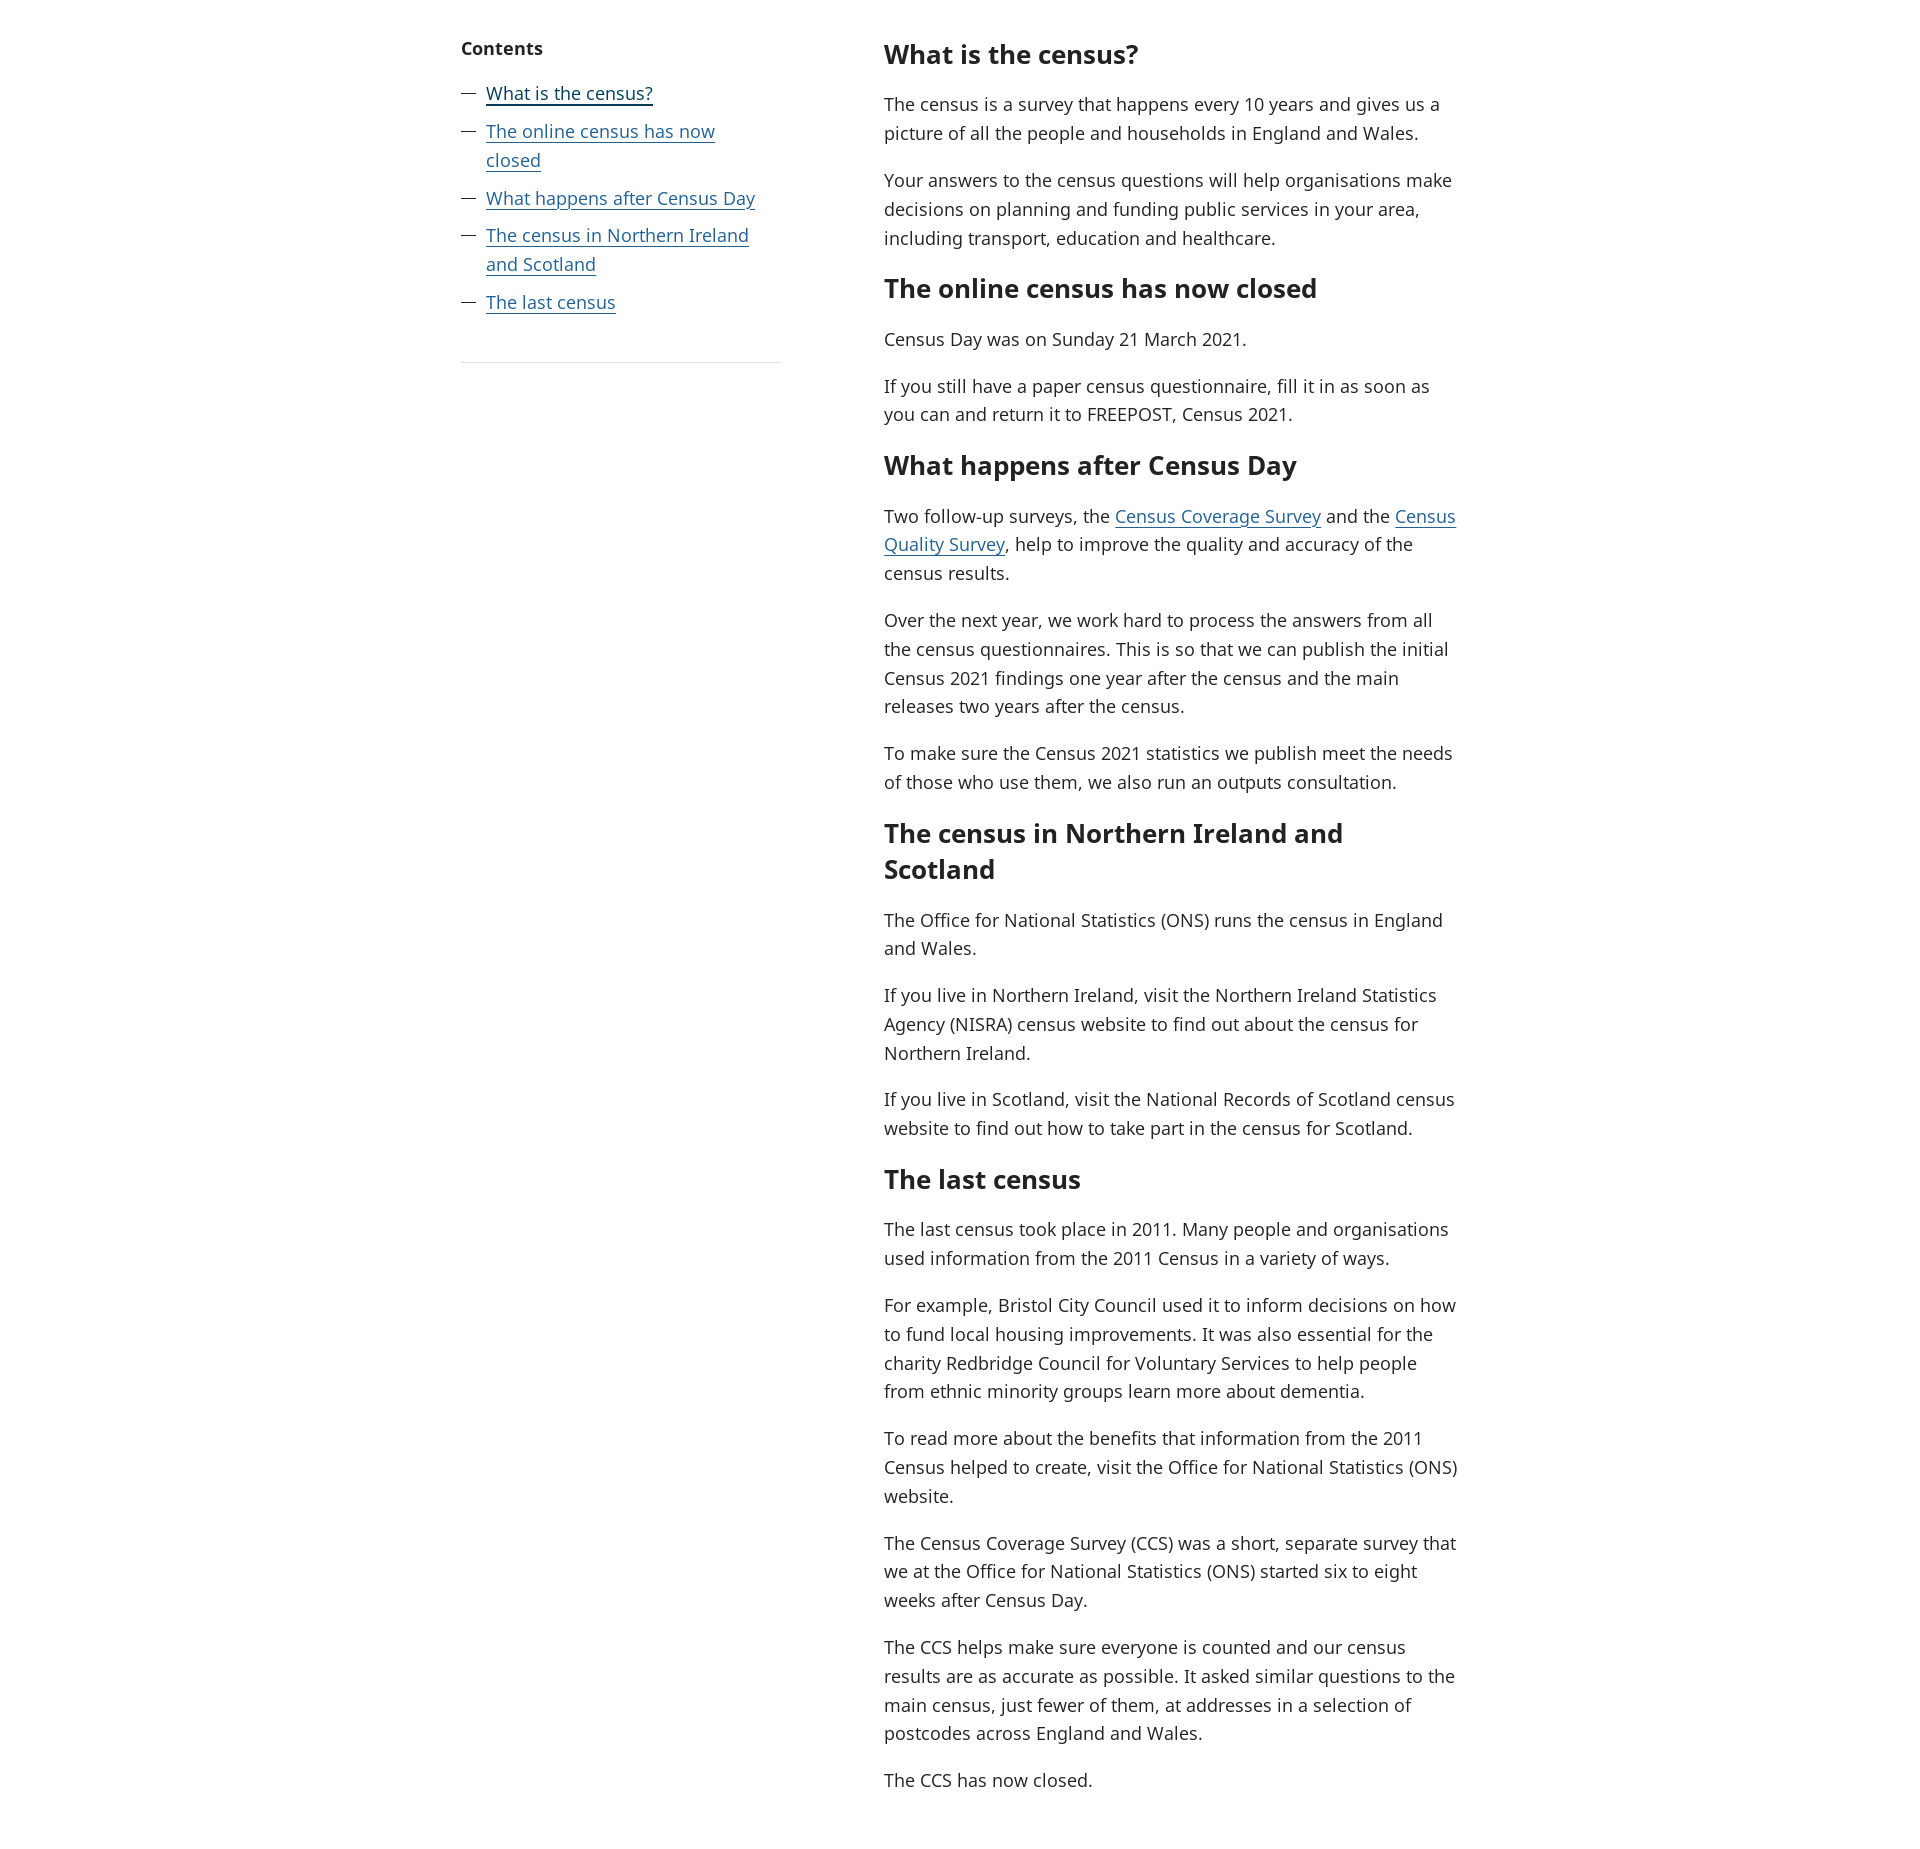 Contents
— What is the census?
— The online census has now
closed
— What happens after Census Day
— The census in Northern Ireland
and Scotland
— The last census
What is the census?
The census is a survey that happens every 10 years and gives us a
picture of all the people and households in England and Wales.
Your answers to the census questions will help organisations make
decisions on planning and funding public services in your area,
including transport, education and healthcare.
The online census has now closed
Census Day was on Sunday 21 March 2021.
If you still have a paper census questionnaire, fill it in as soon as
you can and return it to FREEPOST, Census 2021.
What happens after Census Day
Two follow-up surveys, the Census Coverage Survey and the Census
Quality Survey, help to improve the quality and accuracy of the
census results.
Over the next year, we work hard to process the answers from all
the census questionnaires. This is so that we can publish the initial
Census 2021 findings one year after the census and the main
releases two years after the census.
To make sure the Census 2021 statistics we publish meet the needs
of those who use them, we also run an outputs consultation.
The census in Northern Ireland and
Scotland
The Office for National Statistics (ONS) runs the census in England
and Wales.
If you live in Northern Ireland, visit the Northern Ireland Statistics
Agency (NISRA) census website to find out about the census for
Northern Ireland.
If you live in Scotland, visit the National Records of Scotland census
website to find out how to take part in the census for Scotland.
The last census
The last census took place in 2011. Many people and organisations
used information from the 2011 Census in a variety of ways.
For example, Bristol City Council used it to inform decisions on how
to fund local housing improvements. It was also essential for the
charity Redbridge Council for Voluntary Services to help people
from ethnic minority groups learn more about dementia.
To read more about the benefits that information from the 2011
Census helped to create, visit the Office for National Statistics (ONS)
website.
The Census Coverage Survey (CCS) was a short, separate survey that
we at the Office for National Statistics (ONS) started six to eight
weeks after Census Day.
The CCS helps make sure everyone is counted and our census
results are as accurate as possible. It asked similar questions to the
main census, just fewer of them, at addresses in a selection of
postcodes across England and Wales.
The CCS has now closed.